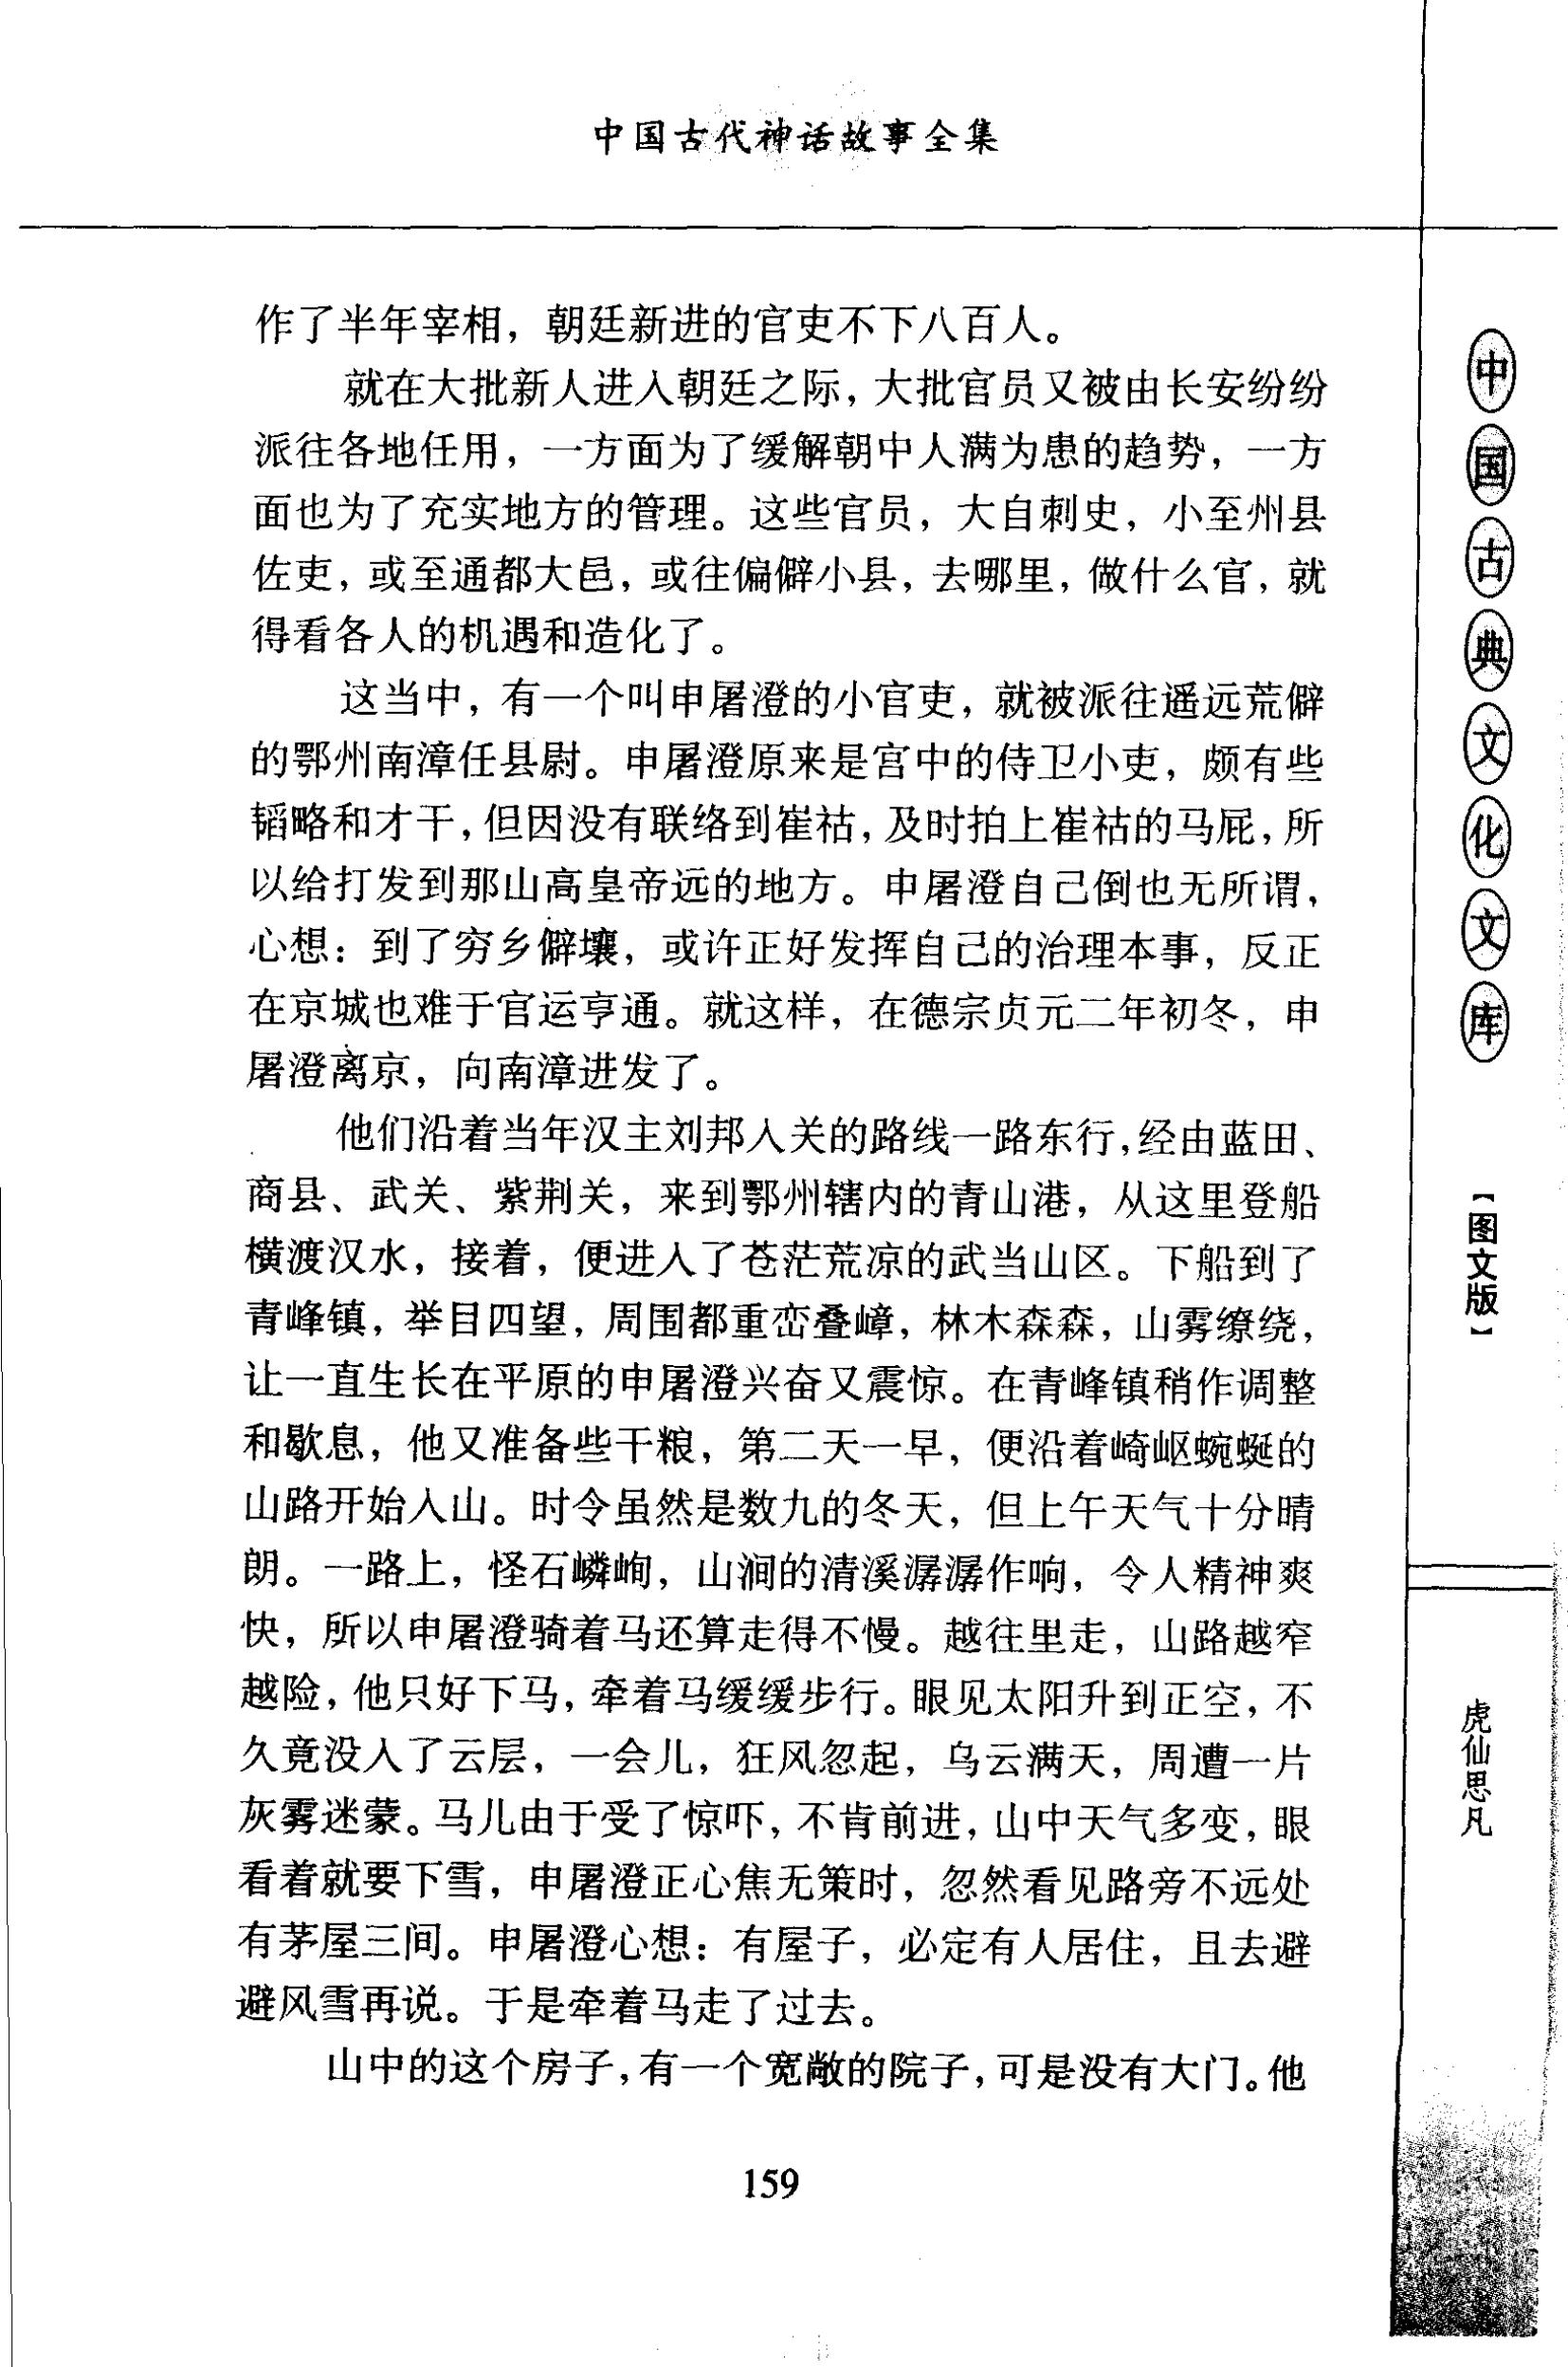 中国古代神话故事全集
作了半年宰相，朝廷新进的官吏不下八百人。
就在大批新人进入朝廷之际，大批官员又被由长安纷纷
派往各地任用，一方面为了缓解朝中人满为患的趋势，一方
面也为了充实地方的管理。这些官员，大自刺史，小至州县
佐吏，或至通都大邑，或往偏僻小县，去哪里，做什么官，就
得看各人的机遇和造化了。
这当中，有一个叫申屠澄的小官吏，就被派往遥远荒僻
的鄂州南漳任县尉。申屠澄原来是宫中的侍卫小吏，颇有些
韬略和才干，但因没有联络到崔祜，及时拍上崔祜的马屁，所
以给打发到那山高皇帝远的地方。申屠澄自己倒也无所谓，
心想：到了穷乡僻壤，或许正好发挥自己的治理本事，反正
在京城也难于官运亨通。就这样，在德宗贞元二年初冬，申
屠澄离京，向南漳进发了。
他们沿着当年汉主刘邦入关的路线一路东行，经由蓝田、
商县、武关、紫荆关，来到鄂州辖内的青山港，从这里登船
横渡汉水，接着，便进入了苍茫荒凉的武当山区。下船到了
青峰镇，举目四望，周围都重峦叠嶂，林木森森，山雾缭绕，
让一直生长在平原的申屠澄兴奋又震惊。在青峰镇稍作调整
和歇息，他又准备些干粮，第二天一早，便沿着崎岖蜿蜒的
山路开始入山。时令虽然是数九的冬天，但上午天气十分晴
朗。一路上，怪石嶙峋，山涧的清溪潺潺作响，令人精神爽
快，所以申屠澄骑着马还算走得不慢。越往里走，山路越窄
越险，他只好下马，牵着马缓缓步行。眼见太阳升到正空，不
久竟没入了云层，一会儿，狂风忽起，乌云满天，周遭一片
灰雾迷蒙。马儿由于受了惊吓，不肯前进，山中天气多变，眼
看着就要下雪，申屠澄正心焦无策时，忽然看见路旁不远处
有茅屋三间。申屠澄心想：有屋子，必定有人居住，且去避
避风雪再说。于是牵着马走了过去。
山中的这个房子，有一个宽敞的院子，可是没有大门。他
159
中国古典文化文库
【图文版】
虎仙思凡